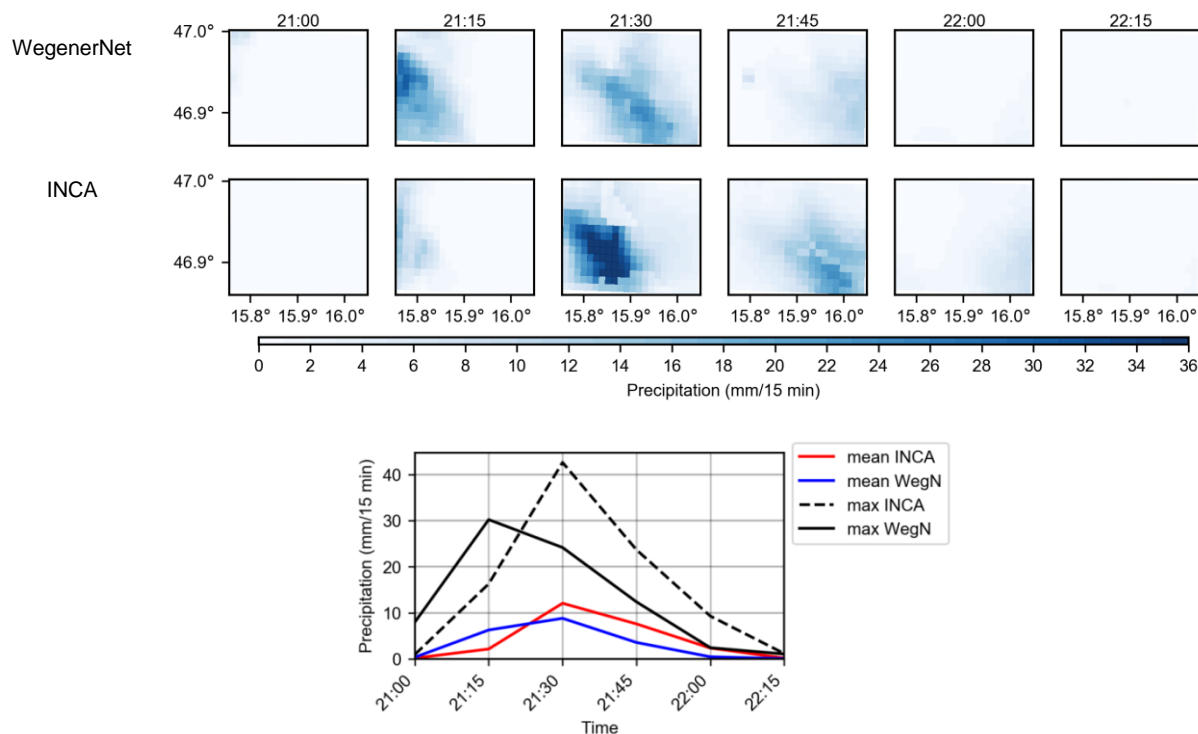 21:00 21:15 21:30 21:45 22:00 22:15
WegenerNet
47.0°
46.9°
INCA
47.0°
46.9°
15.8° 15.9° 16.0° 15.8° 15.9° 16.0° 15.8° 15.9° 16.0° 15.8° 15.9° 16.0° 15.8° 15.9° 16.0° 15.8° 15.9° 16.0°
0 2 4 6 8 10 12 14 16 18 20 22 24 26 28 30 32 34 36
Precipitation (mm/15 min)
Precipitation (mm/15 min)
40
30
20
10
0
mean INCA
mean WegN
max INCA
max WegN
21:00 21:15 21:30 21:45 22:00 22:15
Time